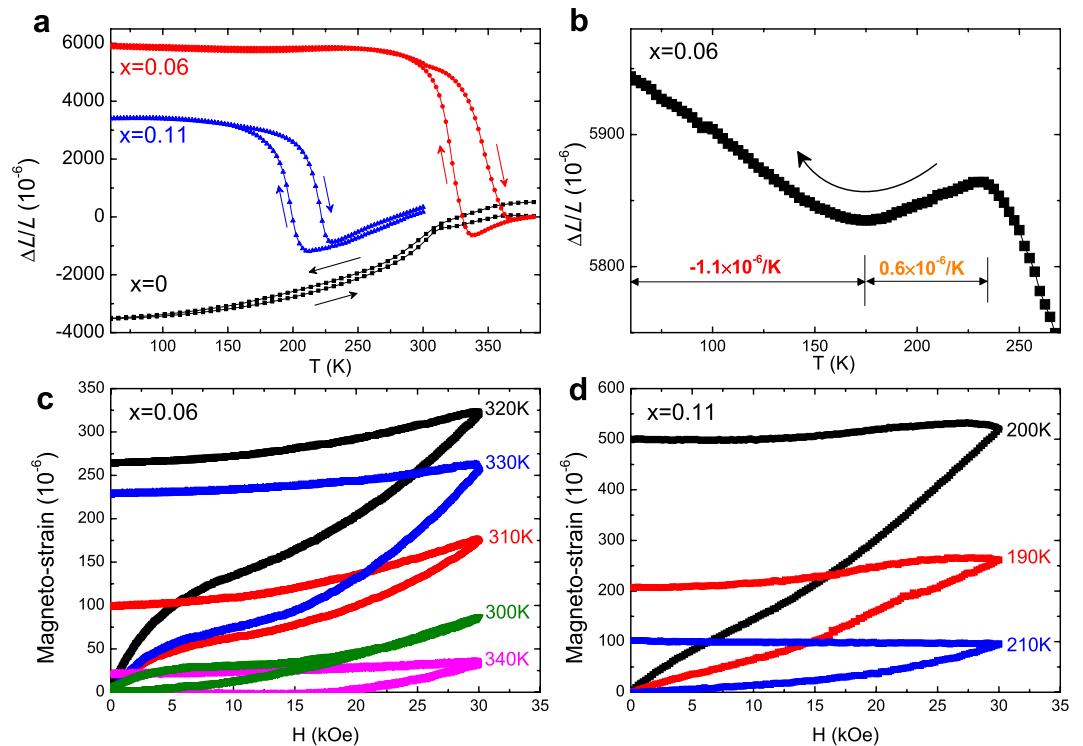 a
ΔL/L (10⁻⁶)
6000
4000
2000
0
-2000
-4000
x=0.06
x=0.11
x=0
100
150
200
250
300
350
T (K)
b
x=0.06
ΔL/L (10⁻⁶)
5900
5800
-1.1×10⁻⁶/K
0.6×10⁻⁶/K
100
150
200
250
T (K)
c
x=0.06
Magneto-strain (10⁻⁶)
350
300
250
200
150
100
50
0
320K
330K
310K
300K
340K
0
5
10
15
20
25
30
35
H (kOe)
d
x=0.11
Magneto-strain (10⁻⁶)
600
500
400
300
200
100
0
200K
190K
210K
0
5
10
15
20
25
30
35
H (kOe)